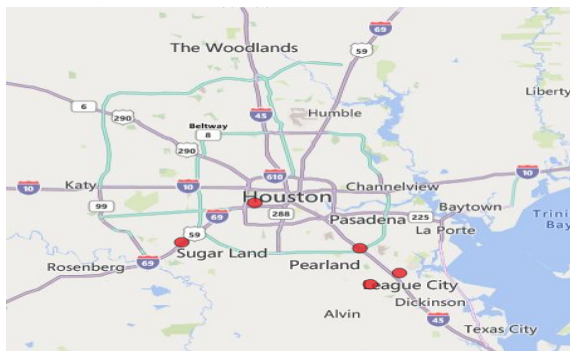 69
The Woodlands
59
6
290
45
Humble
Liberty
Beltway
8
290
610
10
Katy
10
Channelview
10
99
Houston
69
288
Pasadena
225
Baytown
La Porte
59
Sugar Land
Rosenberg
69
Pearland
League City
Dickinson
Alvin
45
Texas City